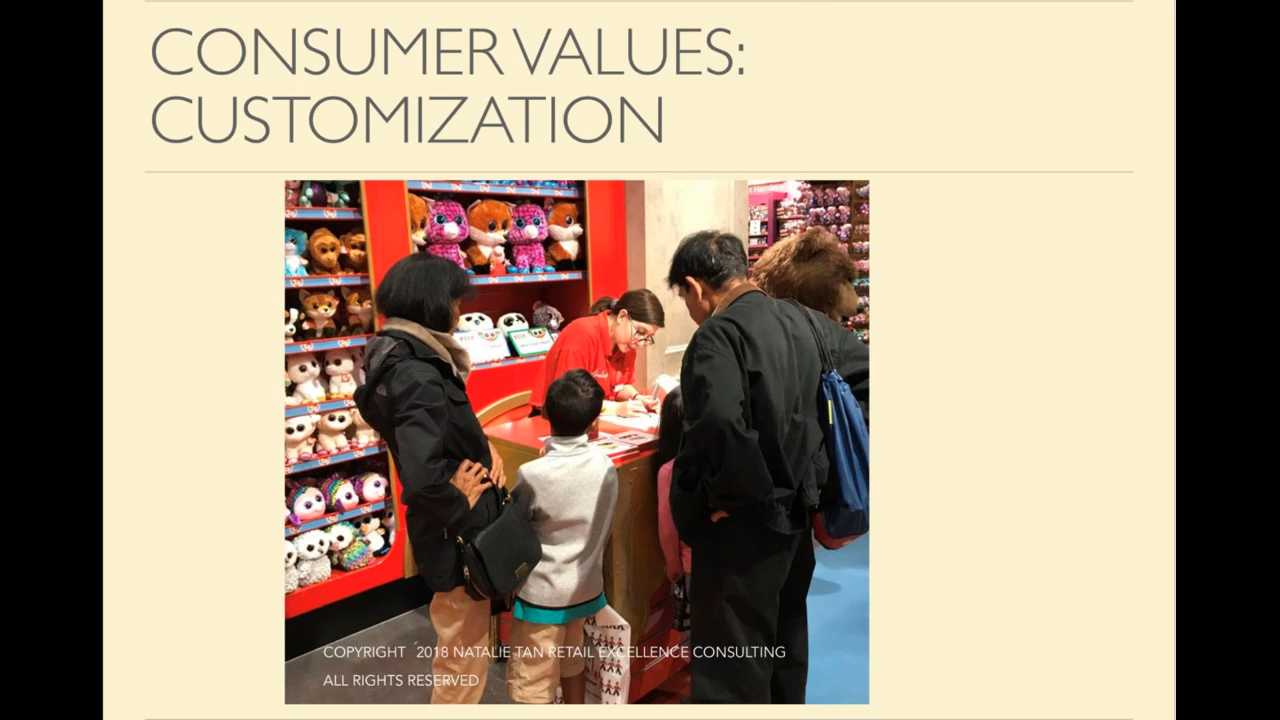 CONSUMER VALUES:
CUSTOMIZATION
COPYRIGHT 2018 NATALIE TAN RETAIL EXCELLENCE CONSULTING
ALL RIGHTS RESERVED